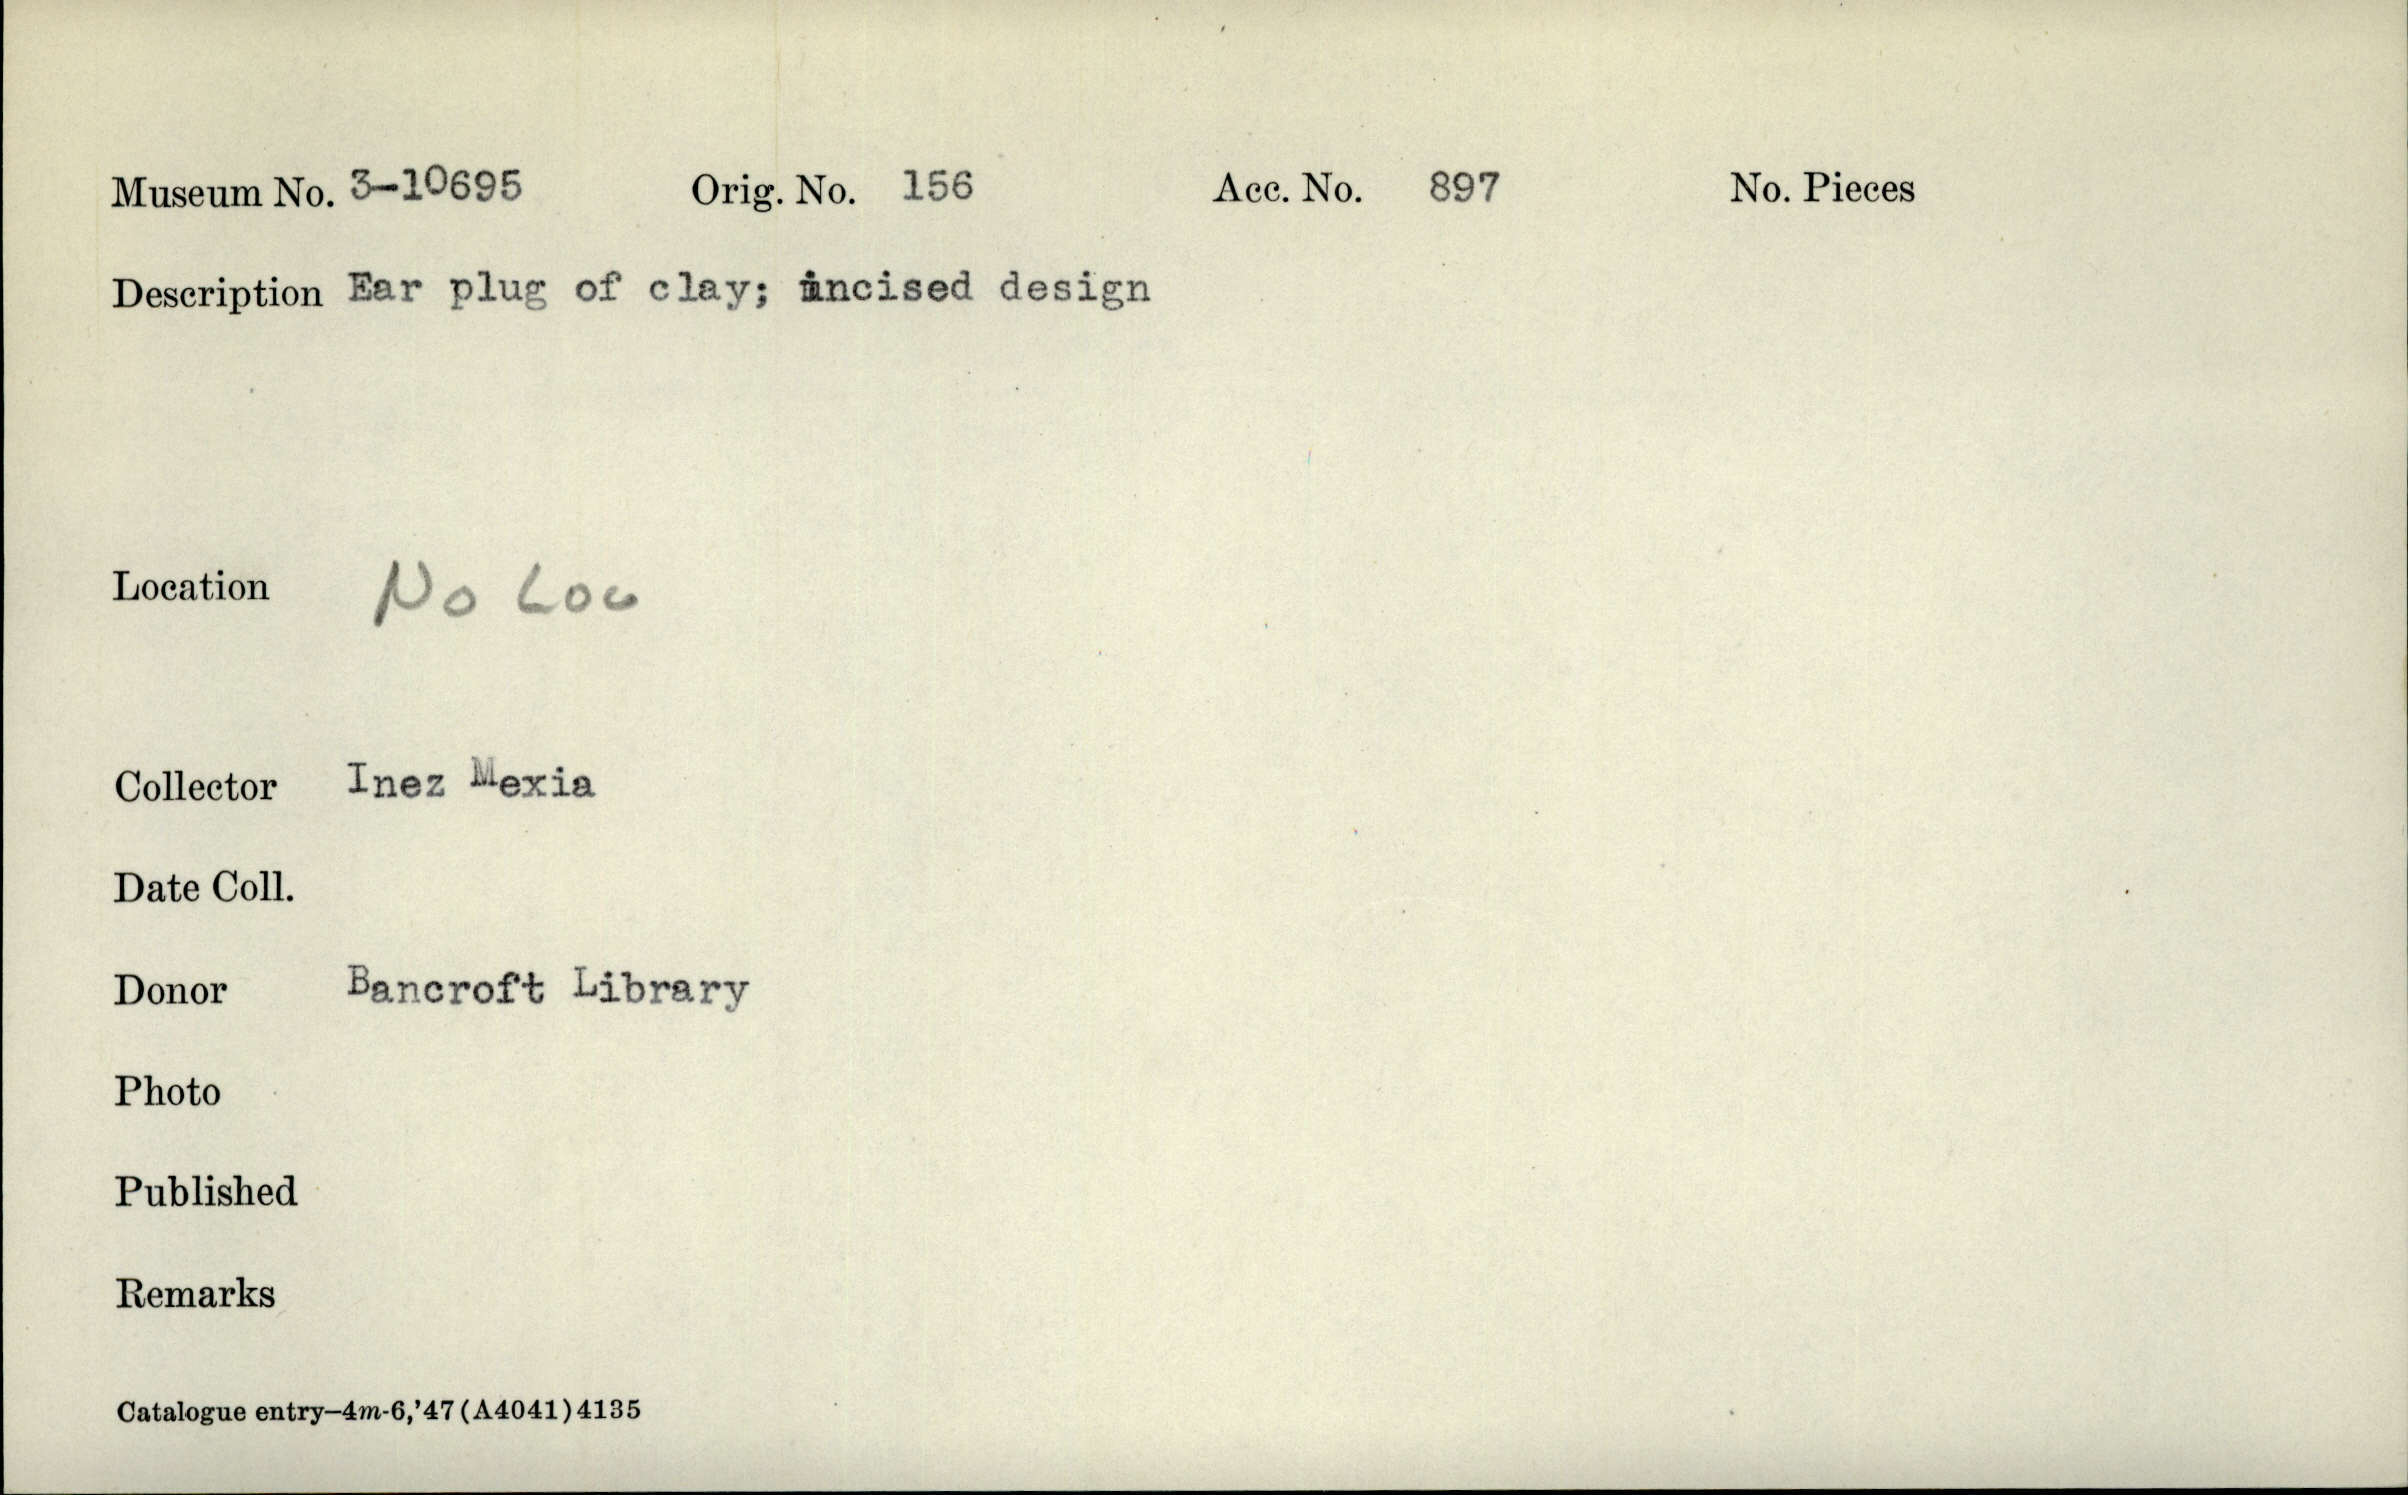 Museum No. 3-10695 Orig. No. 156 Acc. No. 897 No. Pieces
Description Ear plug of clay; incised design
Location No Loc
Collector Inez Mexia
Date Coll.
Donor Bancroft Library
Photo
Published
Remarks
Catalogue entry—4m-6,'47(A4041)4135